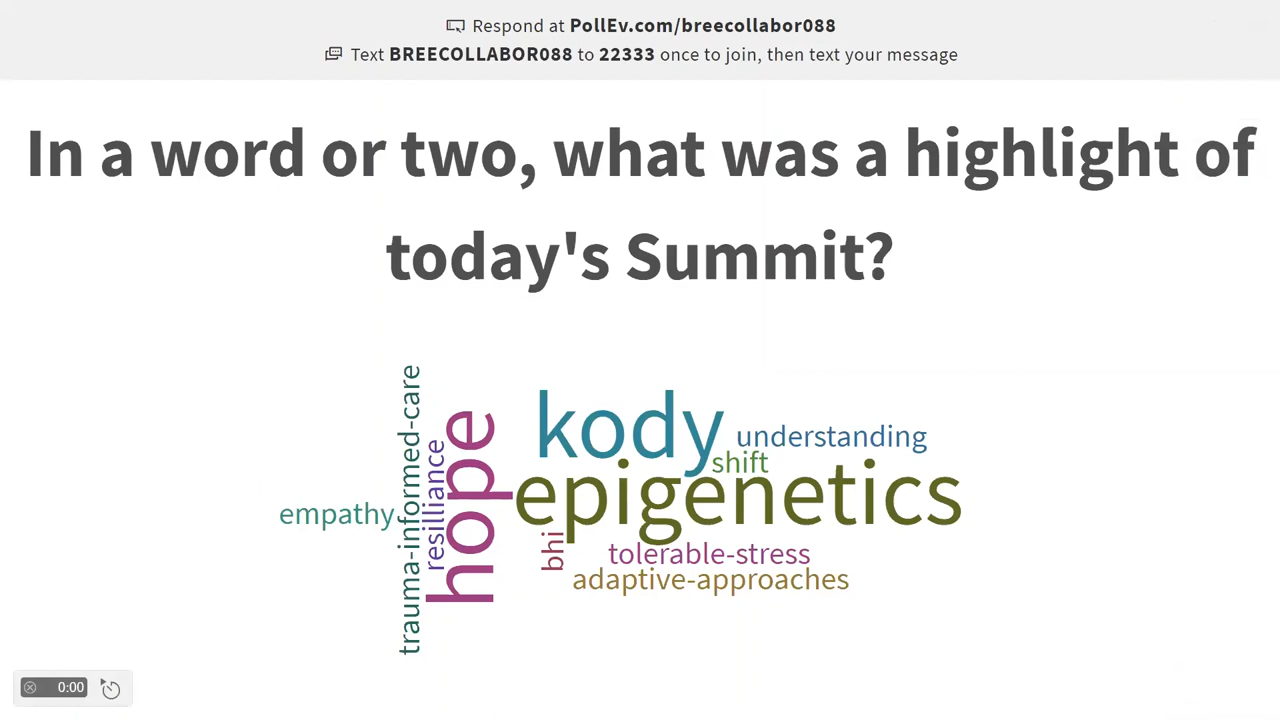 Respond at PollEv.com/breecollabor088
Text BREECOLLABOR088 to 22333 once to join, then text your message
In a word or two, what was a highlight of
today's Summit?
trauma-informed-care
resilliance
hope
empathy
kody
understanding
shift
epigenetics
bhi
tolerable-stress
adaptive-approaches
0:00